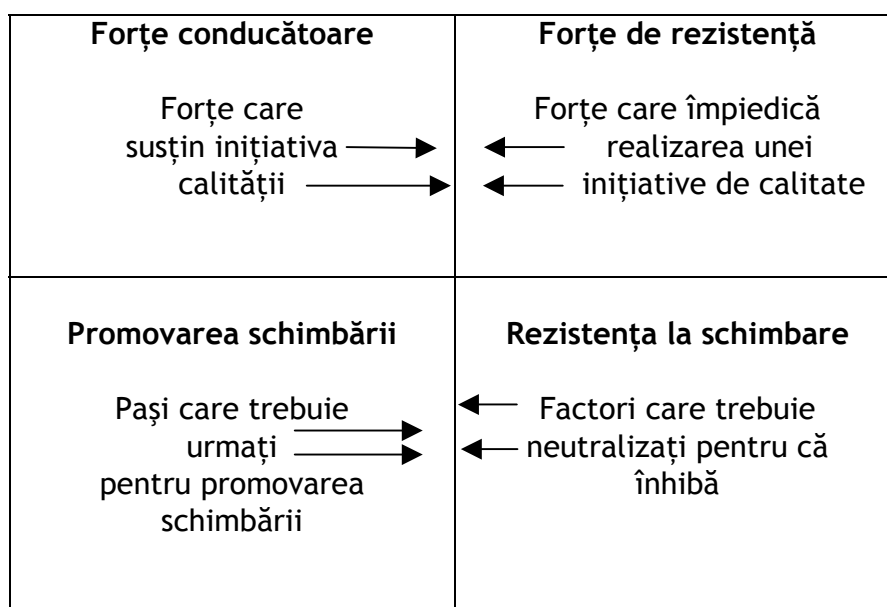 Forțe conducătoare
Forțe care
susțin inițiativa
calității
Forțe de rezistență
Forțe care împiedică
realizarea unei
inițiative de calitate
Promovarea schimbării
Paşi care trebuie
urmați
pentru promovarea
schimbării
Rezistența la schimbare
Factori care trebuie
neutralizați pentru că
înhibă